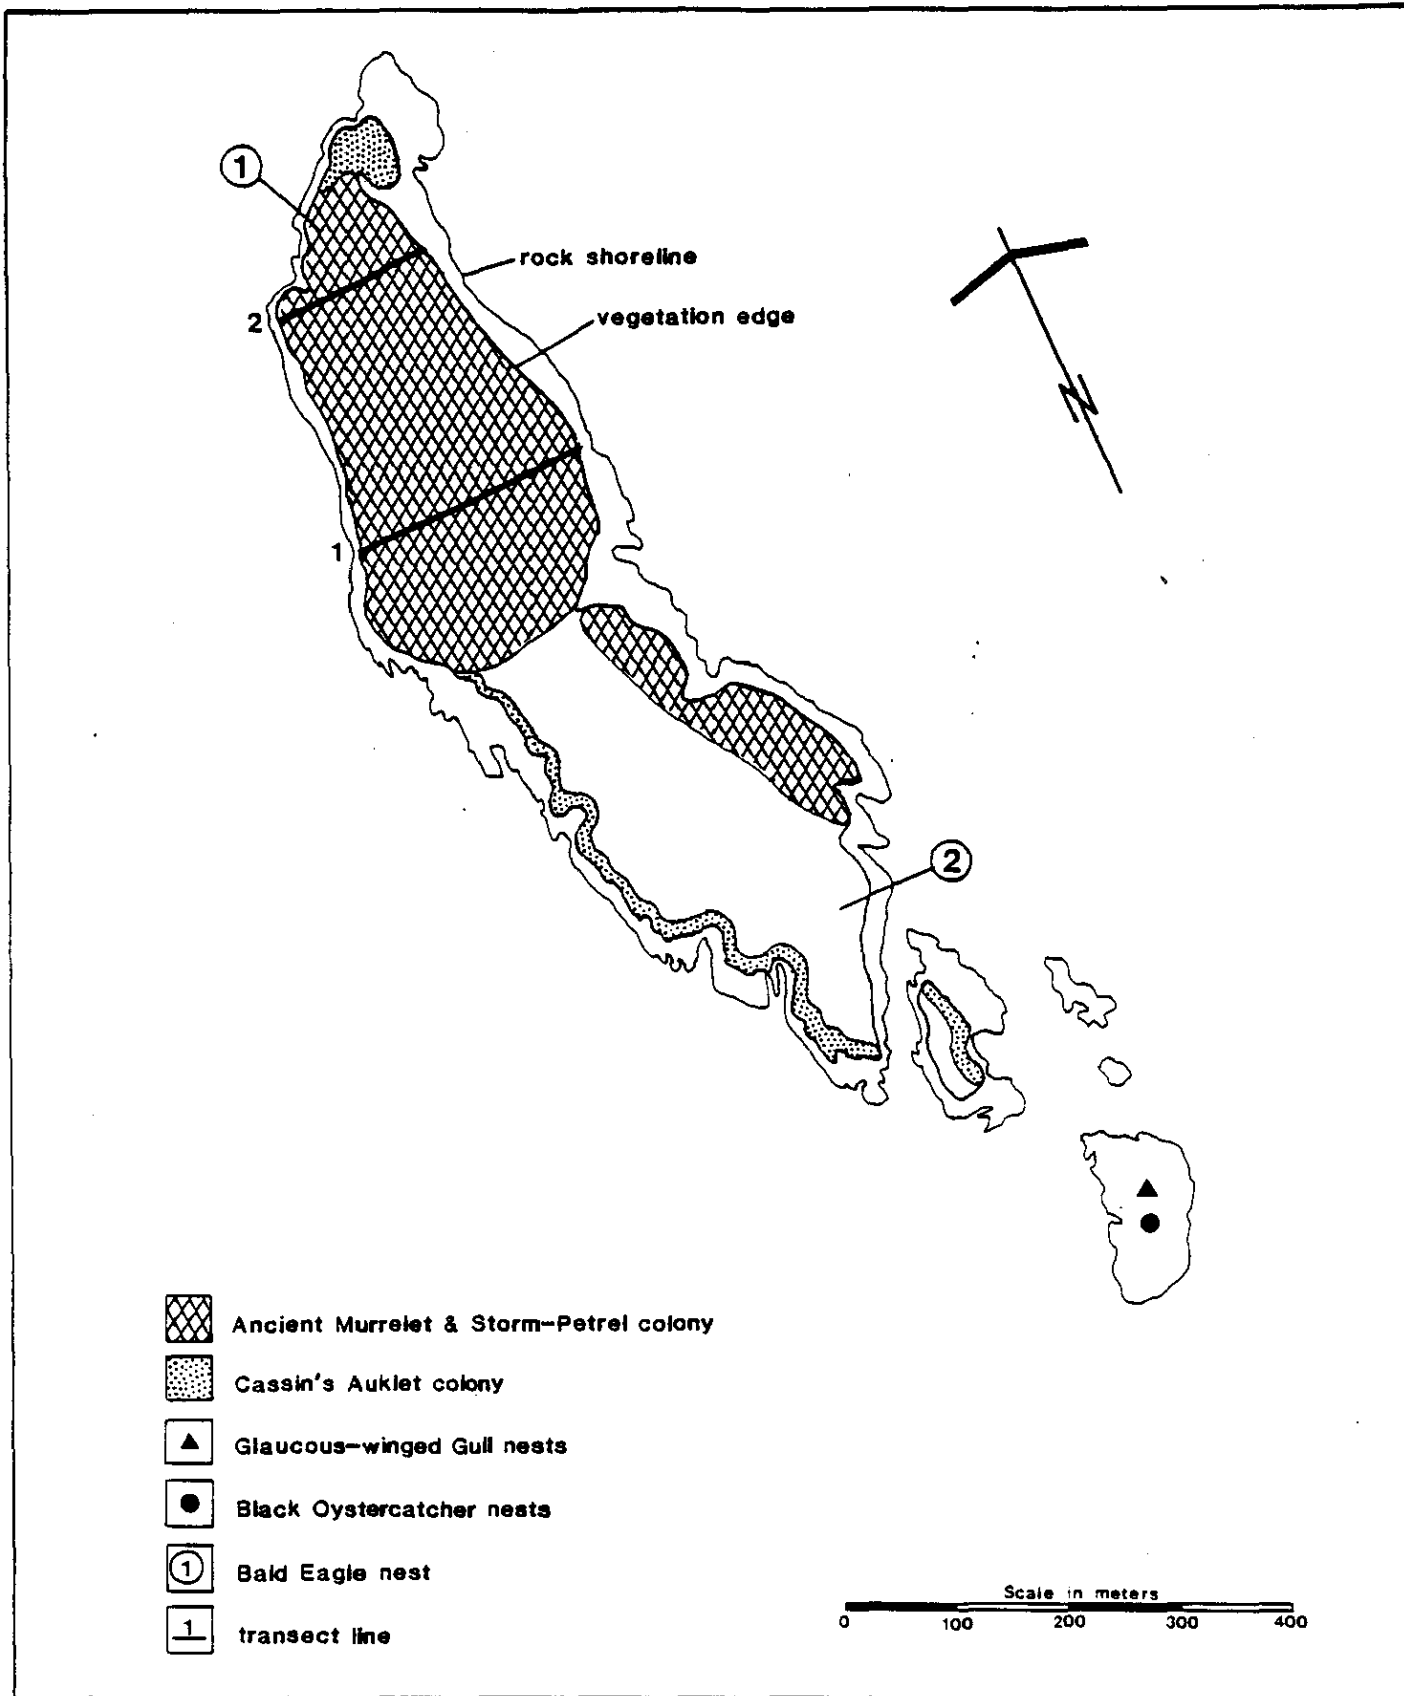 1
rock shoreline
vegetation edge
2
N
1
2
Ancient Murrelet & Storm-Petrel colony
Cassin's Auklet colony
Glaucous-winged Gull nests
Black Oystercatcher nests
1 Bald Eagle nest
1 transect line
Scale in meters
0 100 200 300 400